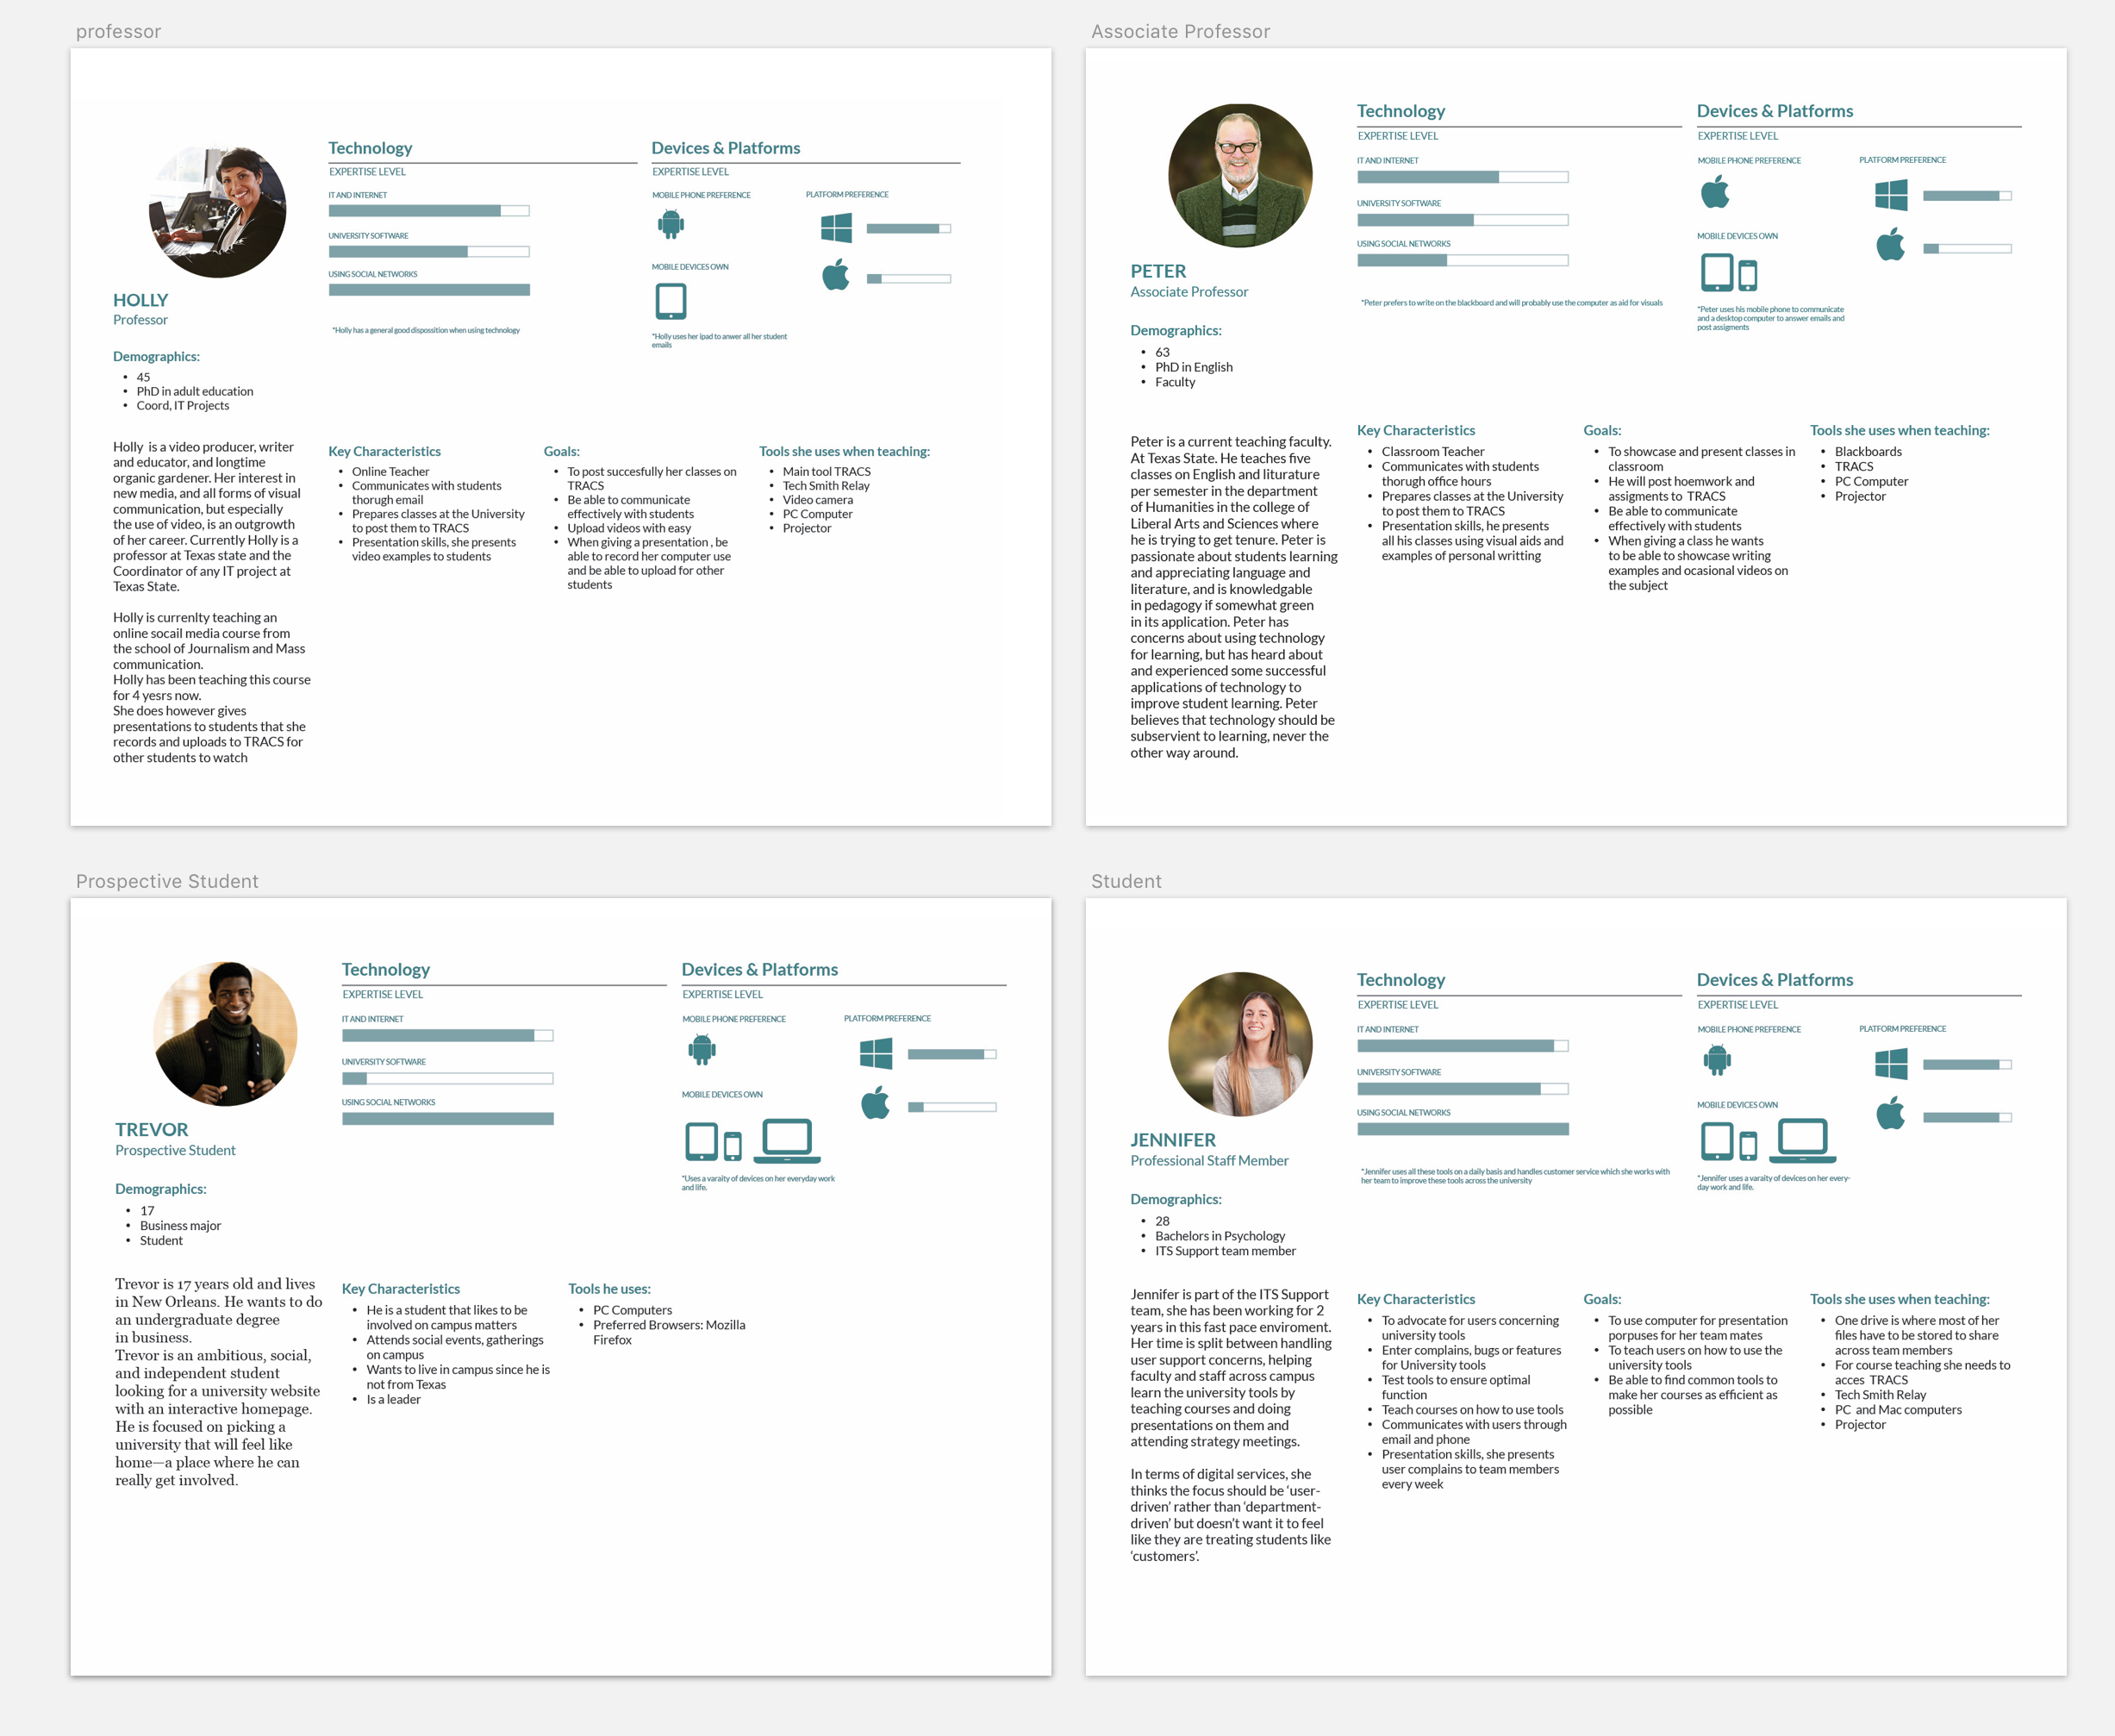 professor
HOLLY
Professor
Demographics:
• 45
• PhD in adult education
• Coord, IT Projects
Holly is a video producer, writer
and educator, and longtime
organic gardener. Her interest in
new media, and all forms of visual
communication, but especially
the use of video, is an outgrowth
of her career. Currently Holly is a
professor at Texas state and the
Coordinator of any IT project at
Texas State.
Holly is currenlty teaching an
online socail media course from
the school of Journalism and Mass
communication.
Holly has been teaching this course
for 4 yesrs now.
She does however gives
presentations to students that she
records and uploads to TRACS for
other students to watch
Technology
EXPERTISE LEVEL
IT AND INTERNET
UNIVERSITY SOFTWARE
USING SOCIAL NETWORKS
*Holly has a general good dispossition when using technology
Devices & Platforms
EXPERTISE LEVEL
MOBILE PHONE PREFERENCE
PLATFORM PREFERENCE
MOBILE DEVICES OWN
*Holly uses her ipad to anwer all her student
emails
Key Characteristics
• Online Teacher
• Communicates with students
thorugh email
• Prepares classes at the University
to post them to TRACS
• Presentation skills, she presents
video examples to students
Goals:
• To post succesfully her classes on
TRACS
• Be able to communicate
effectively with students
• Upload videos with easy
• When giving a presentation , be
able to record her computer use
and be able to upload for other
students
Tools she uses when teaching:
• Main tool TRACS
• Tech Smith Relay
• Video camera
• PC Computer
• Projector
Associate Professor
PETER
Associate Professor
Demographics:
• 63
• PhD in English
• Faculty
Peter is a current teaching faculty.
At Texas State. He teaches five
classes on English and liturature
per semester in the department
of Humanities in the college of
Liberal Arts and Sciences where
he is trying to get tenure. Peter is
passionate about students learning
and appreciating language and
literature, and is knowledgable
in pedagogy if somewhat green
in its application. Peter has
concerns about using technology
for learning, but has heard about
and experienced some successful
applications of technology to
improve student learning. Peter
believes that technology should be
subservient to learning, never the
other way around.
Technology
EXPERTISE LEVEL
IT AND INTERNET
UNIVERSITY SOFTWARE
USING SOCIAL NETWORKS
*Peter prefers to write on the blackboard and will probably use the computer as aid for visuals
Devices & Platforms
EXPERTISE LEVEL
MOBILE PHONE PREFERENCE
PLATFORM PREFERENCE
MOBILE DEVICES OWN
*Peter uses his mobile phone to communicate
and a desktop computer to answer emails and
post assigments
Key Characteristics
• Classroom Teacher
• Communicates with students
thorugh office hours
• Prepares classes at the University
to post them to TRACS
• Presentation skills, he presents
all his classes using visual aids and
examples of personal writting
Goals:
• To showcase and present classes in
classroom
• He will post hoemwork and
assigments to TRACS
• Be able to communicate
effectively with students
• When giving a class he wants
to be able to showcase writing
examples and ocasional videos on
the subject
Tools she uses when teaching:
• Blackboards
• TRACS
• PC Computer
• Projector
Prospective Student
TREVOR
Prospective Student
Demographics:
• 17
• Business major
• Student
Trevor is 17 years old and lives
in New Orleans. He wants to do
an undergraduate degree
in business.
Trevor is an ambitious, social,
and independent student
looking for a university website
with an interactive homepage.
He is focused on picking a
university that will feel like
home—a place where he can
really get involved.
Technology
EXPERTISE LEVEL
IT AND INTERNET
UNIVERSITY SOFTWARE
USING SOCIAL NETWORKS
Devices & Platforms
EXPERTISE LEVEL
MOBILE PHONE PREFERENCE
PLATFORM PREFERENCE
MOBILE DEVICES OWN
*Uses a varaity of devices on her everyday work
and life.
Key Characteristics
• He is a student that likes to be
involved on campus matters
• Attends social events, gatherings
on campus
• Wants to live in campus since he is
not from Texas
• Is a leader
Tools he uses:
• PC Computers
• Preferred Browsers: Mozilla
Firefox
Student
JENNIFER
Professional Staff Member
Demographics:
• 28
• Bachelors in Psychology
• ITS Support team member
Jennifer is part of the ITS Support
team, she has been working for 2
years in this fast pace enviroment.
Her time is split between handling
user support concerns, helping
faculty and staff across campus
learn the university tools by
teaching courses and doing
presentations on them and
attending strategy meetings.
In terms of digital services, she
thinks the focus should be ‘user-
driven’ rather than ‘department-
driven’ but doesn’t want it to feel
like they are treating students like
‘customers’.
Technology
EXPERTISE LEVEL
IT AND INTERNET
UNIVERSITY SOFTWARE
USING SOCIAL NETWORKS
*Jennifer uses all these tools on a daily basis and handles customer service which she works with
her team to improve these tools across the university
Devices & Platforms
EXPERTISE LEVEL
MOBILE PHONE PREFERENCE
PLATFORM PREFERENCE
MOBILE DEVICES OWN
*Jennifer uses a varaity of devices on her every-
day work and life.
Key Characteristics
• To advocate for users concerning
university tools
• Enter complains, bugs or features
for University tools
• Test tools to ensure optimal
function
• Teach courses on how to use tools
• Communicates with users through
email and phone
• Presentation skills, she presents
user complains to team members
every week
Goals:
• To use computer for presentation
porpuses for her team mates
• To teach users on how to use the
university tools
• Be able to find common tools to
make her courses as efficient as
possible
Tools she uses when teaching:
• One drive is where most of her
files have to be stored to share
across team members
• For course teaching she needs to
acces TRACS
• Tech Smith Relay
• PC and Mac computers
• Projector